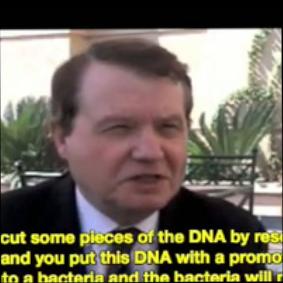 cut some pieces of the DNA by
and you put this DNA with a
to a bacteria and the bacteria will